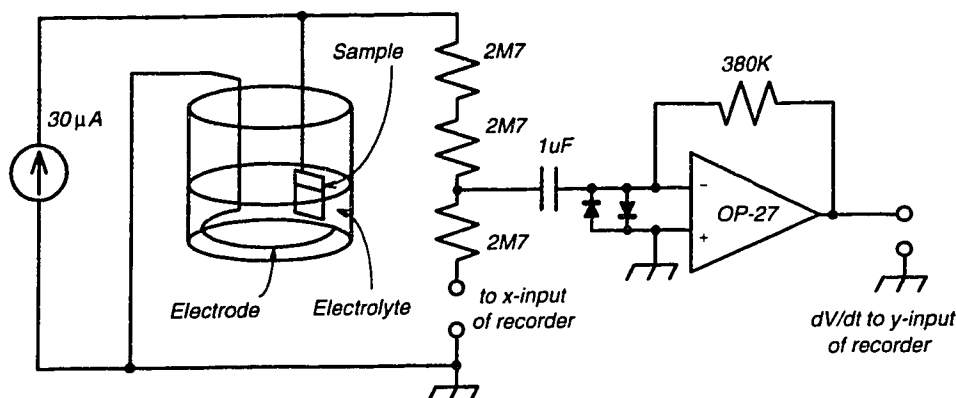 Sample
2M7
380K
30μA
2M7
1uF
−
OP-27
+
2M7
Electrode
Electrolyte
to x-input
of recorder
dV/dt to y-input
of recorder